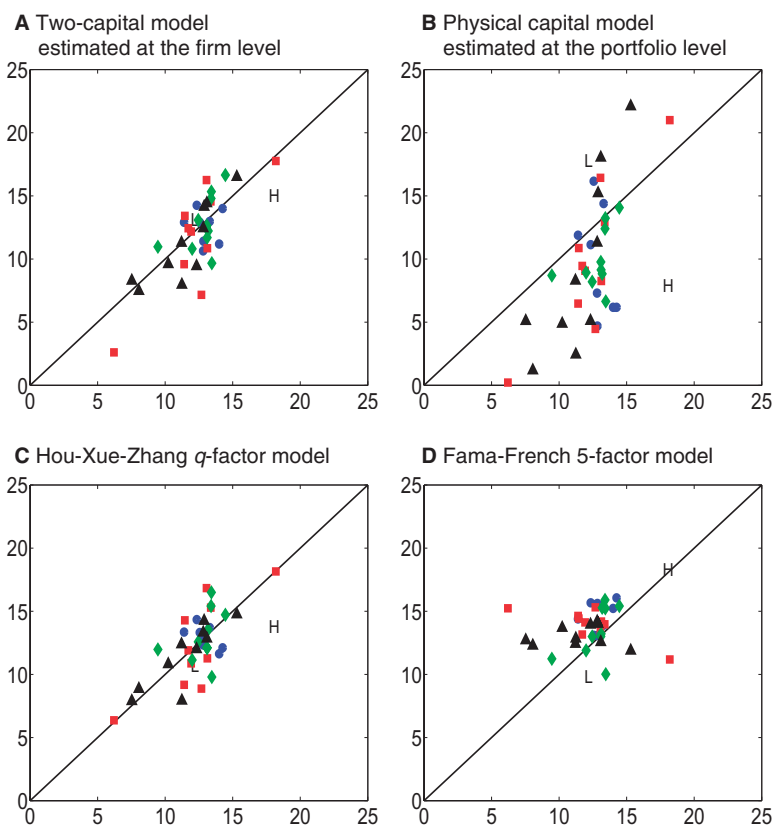 A Two-capital model
estimated at the firm level
25
20
15
10
5
0
0 5 10 15 20 25
L
H
B Physical capital model
estimated at the portfolio level
25
20
15
10
5
0
0 5 10 15 20 25
L
H
C Hou-Xue-Zhang q-factor model
25
20
15
10
5
0
0 5 10 15 20 25
H
L
D Fama-French 5-factor model
25
20
15
10
5
0
0 5 10 15 20 25
H
L